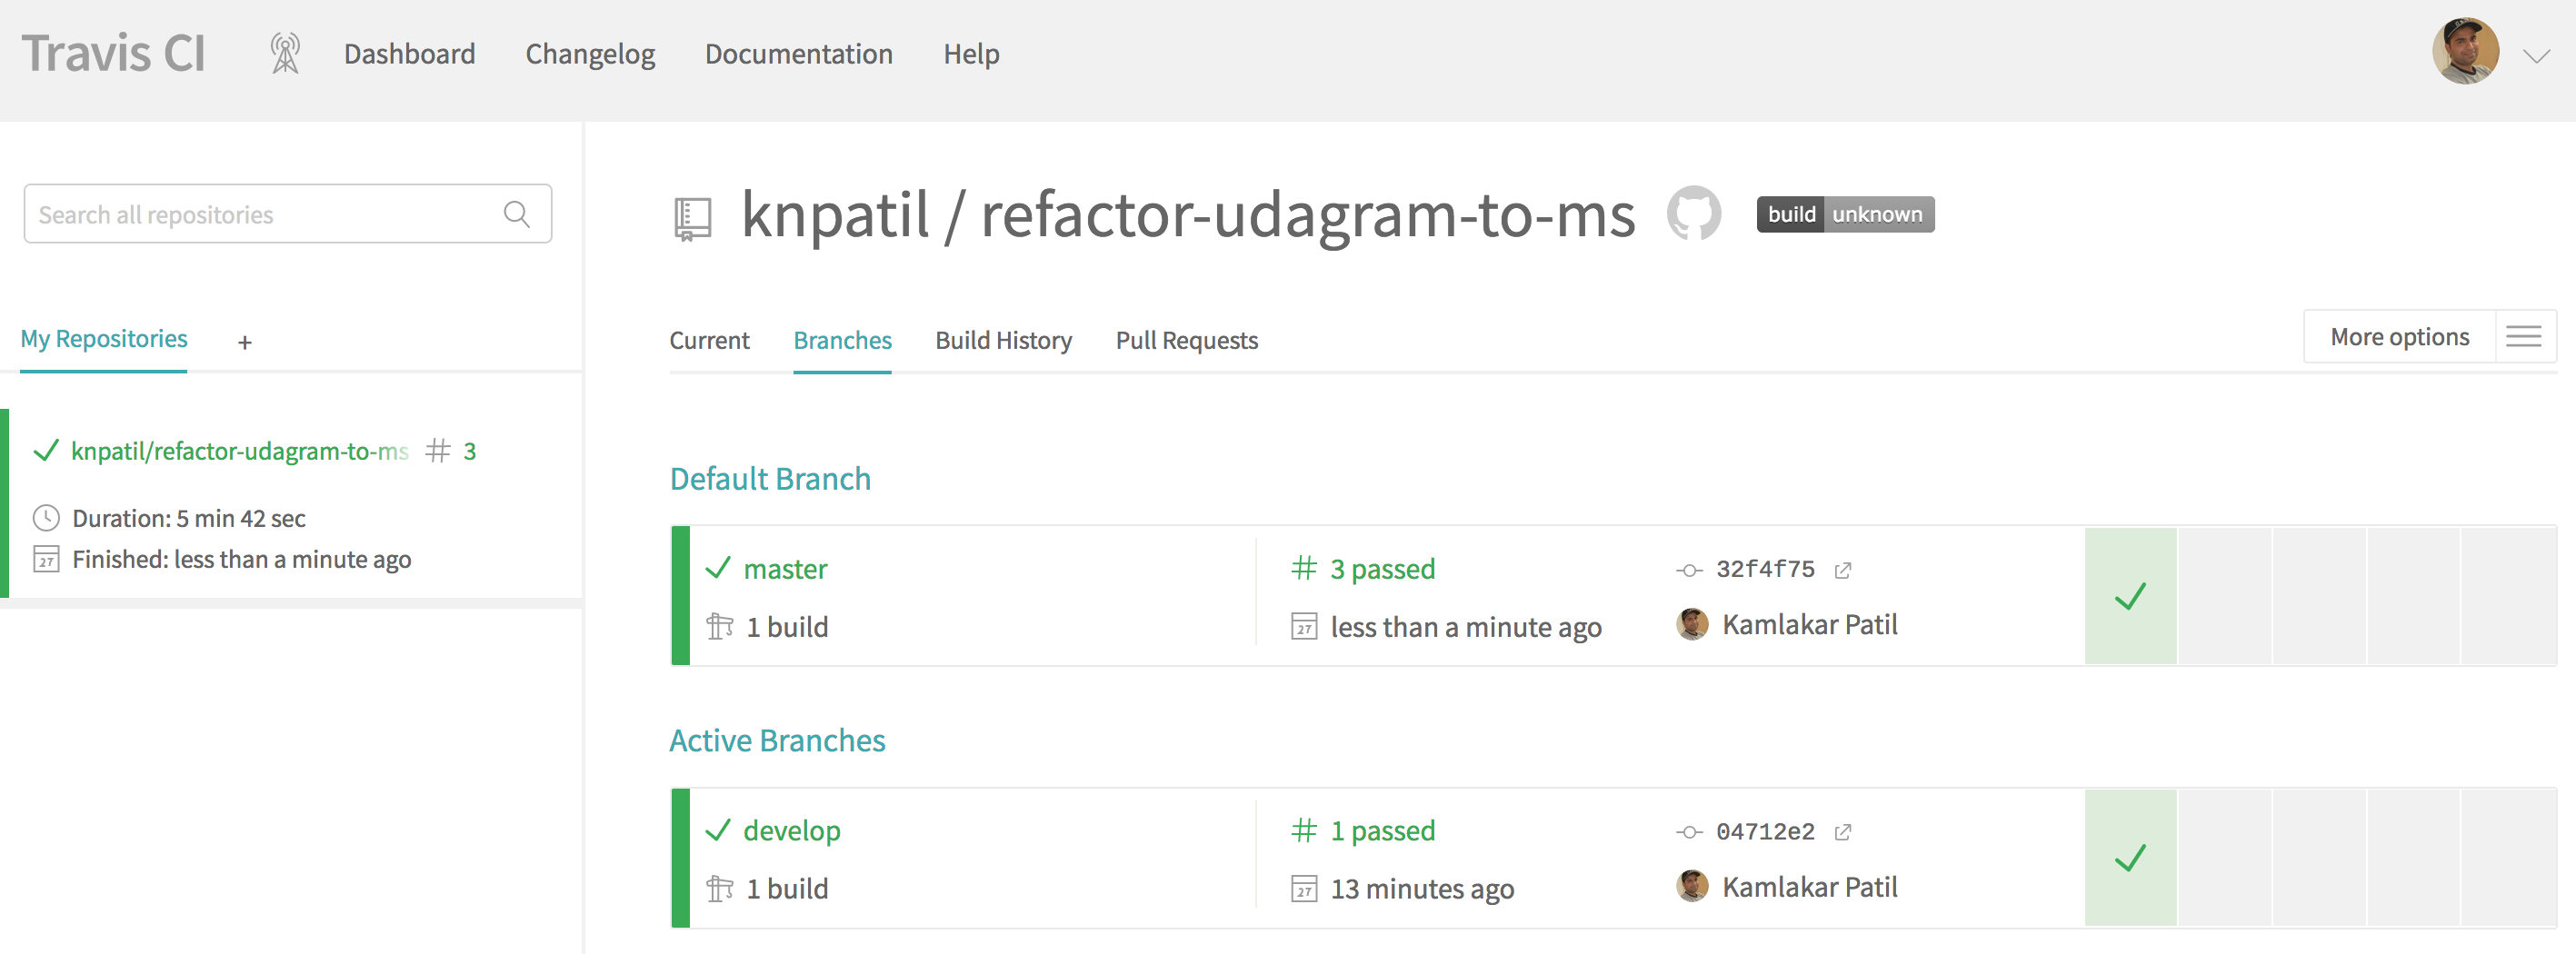 Travis CI Dashboard Changelog Documentation Help
Search all repositories
My Repositories +
knpatil/refactor-udagram-to-ms # 3
Duration: 5 min 42 sec
27 Finished: less than a minute ago
knpatil / refactor-udagram-to-ms build unknown
Current Branches Build History Pull Requests More options
Default Branch
master # 3 passed 32f4f75
1 build 27 less than a minute ago Kamlakar Patil
Active Branches
develop # 1 passed 04712e2
1 build 27 13 minutes ago Kamlakar Patil